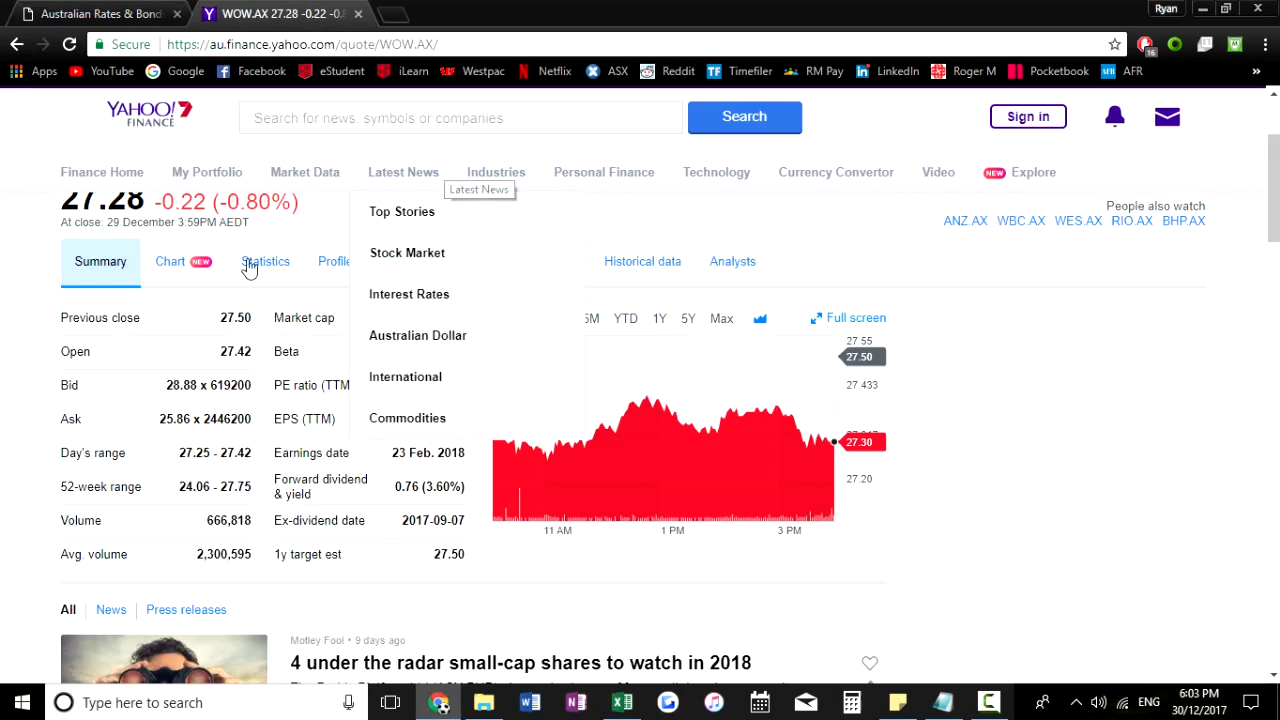 Australian Rates & Bond
WOW.AX 27.28 -0.22 -0.8
Ryan
Secure
https://au.finance.yahoo.com/quote/WOW.AX/
16
Apps
YouTube
Google
Facebook
eStudent
iLearn
Westpac
Netflix
ASX
Reddit
Timefiler
RM Pay
LinkedIn
Roger M
Pocketbook
AFR
YAHOO!7
FINANCE
Search for news, symbols or companies
Search
Sign in
Finance Home
My Portfolio
Market Data
Latest News
Industries
Personal Finance
Technology
Currency Convertor
Video
NEW Explore
Latest News
27.28 -0.22 (-0.80%)
At close: 29 December 3:59PM AEDT
People also watch
ANZ.AX WBC.AX WES.AX RIO.AX BHP.AX
Top Stories
Stock Market
Interest Rates
Australian Dollar
International
Commodities
Summary
Chart NEW
Statistics
Profile
Historical data
Analysts
Previous close 27.50
Open 27.42
Bid 28.88 x 619200
Ask 25.86 x 2446200
Day's range 27.25 - 27.42
52-week range 24.06 - 27.75
Volume 666,818
Avg. volume 2,300,595
Market cap
Beta
PE ratio (TTM
EPS (TTM)
Earnings date 23 Feb. 2018
Forward dividend & yield 0.76 (3.60%)
Ex-dividend date 2017-09-07
1y target est 27.50
6M YTD 1Y 5Y Max
Full screen
27 55
27.50
27 433
27.30
27 20
11 AM
1 PM
3 PM
All
News
Press releases
Motley Fool • 9 days ago
4 under the radar small-cap shares to watch in 2018
Type here to search
ENG
6:03 PM
30/12/2017